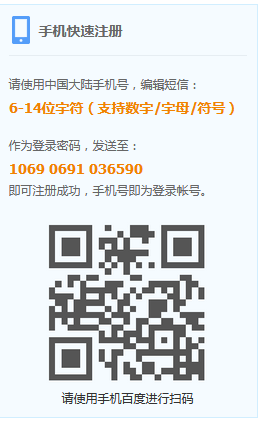 手机快速注册
请使用中国大陆手机号，编辑短信：
6-14位字符（支持数字/字母/符号）
作为登录密码，发送至：
1069 0691 036590
即可注册成功，手机号即为登录帐号。
请使用手机百度进行扫码